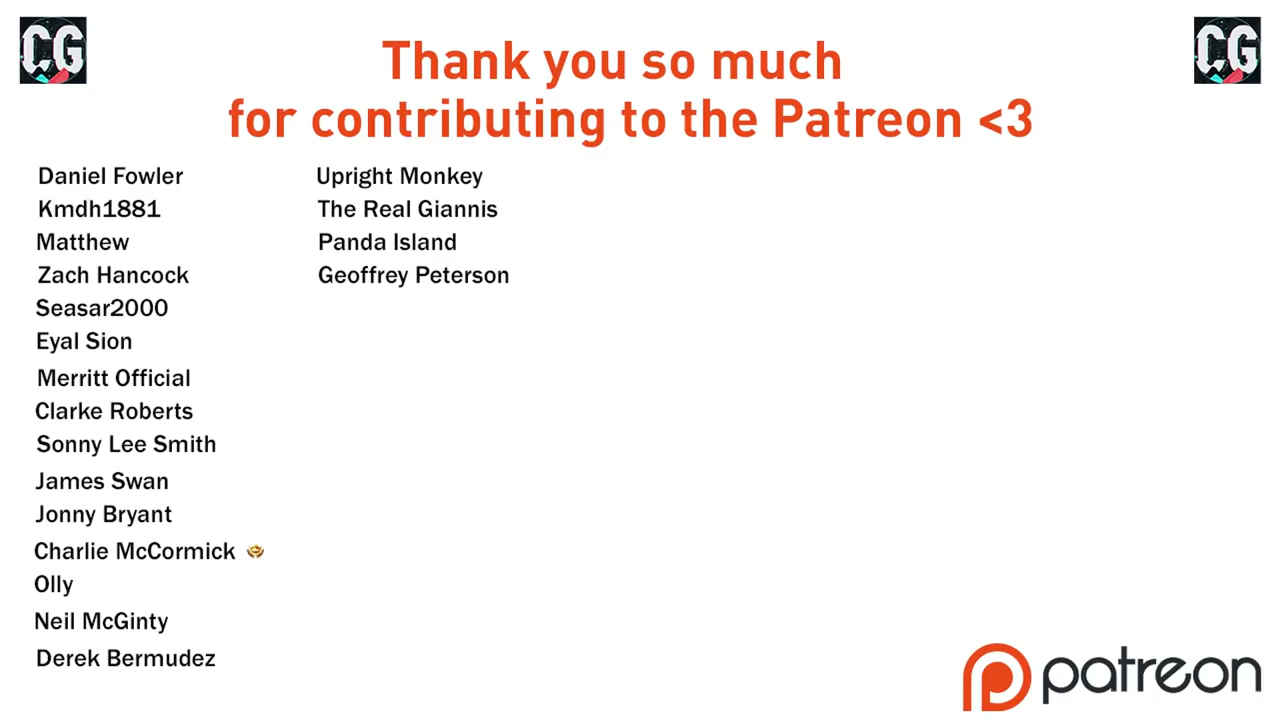 CG
CG
Thank you so much
for contributing to the Patreon <3
Daniel Fowler
Kmdh1881
Matthew
Zach Hancock
Seasar2000
Eyal Sion
Merritt Official
Clarke Roberts
Sonny Lee Smith
James Swan
Jonny Bryant
Charlie McCormick
Olly
Neil McGinty
Derek Bermudez
Upright Monkey
The Real Giannis
Panda Island
Geoffrey Peterson
patreon